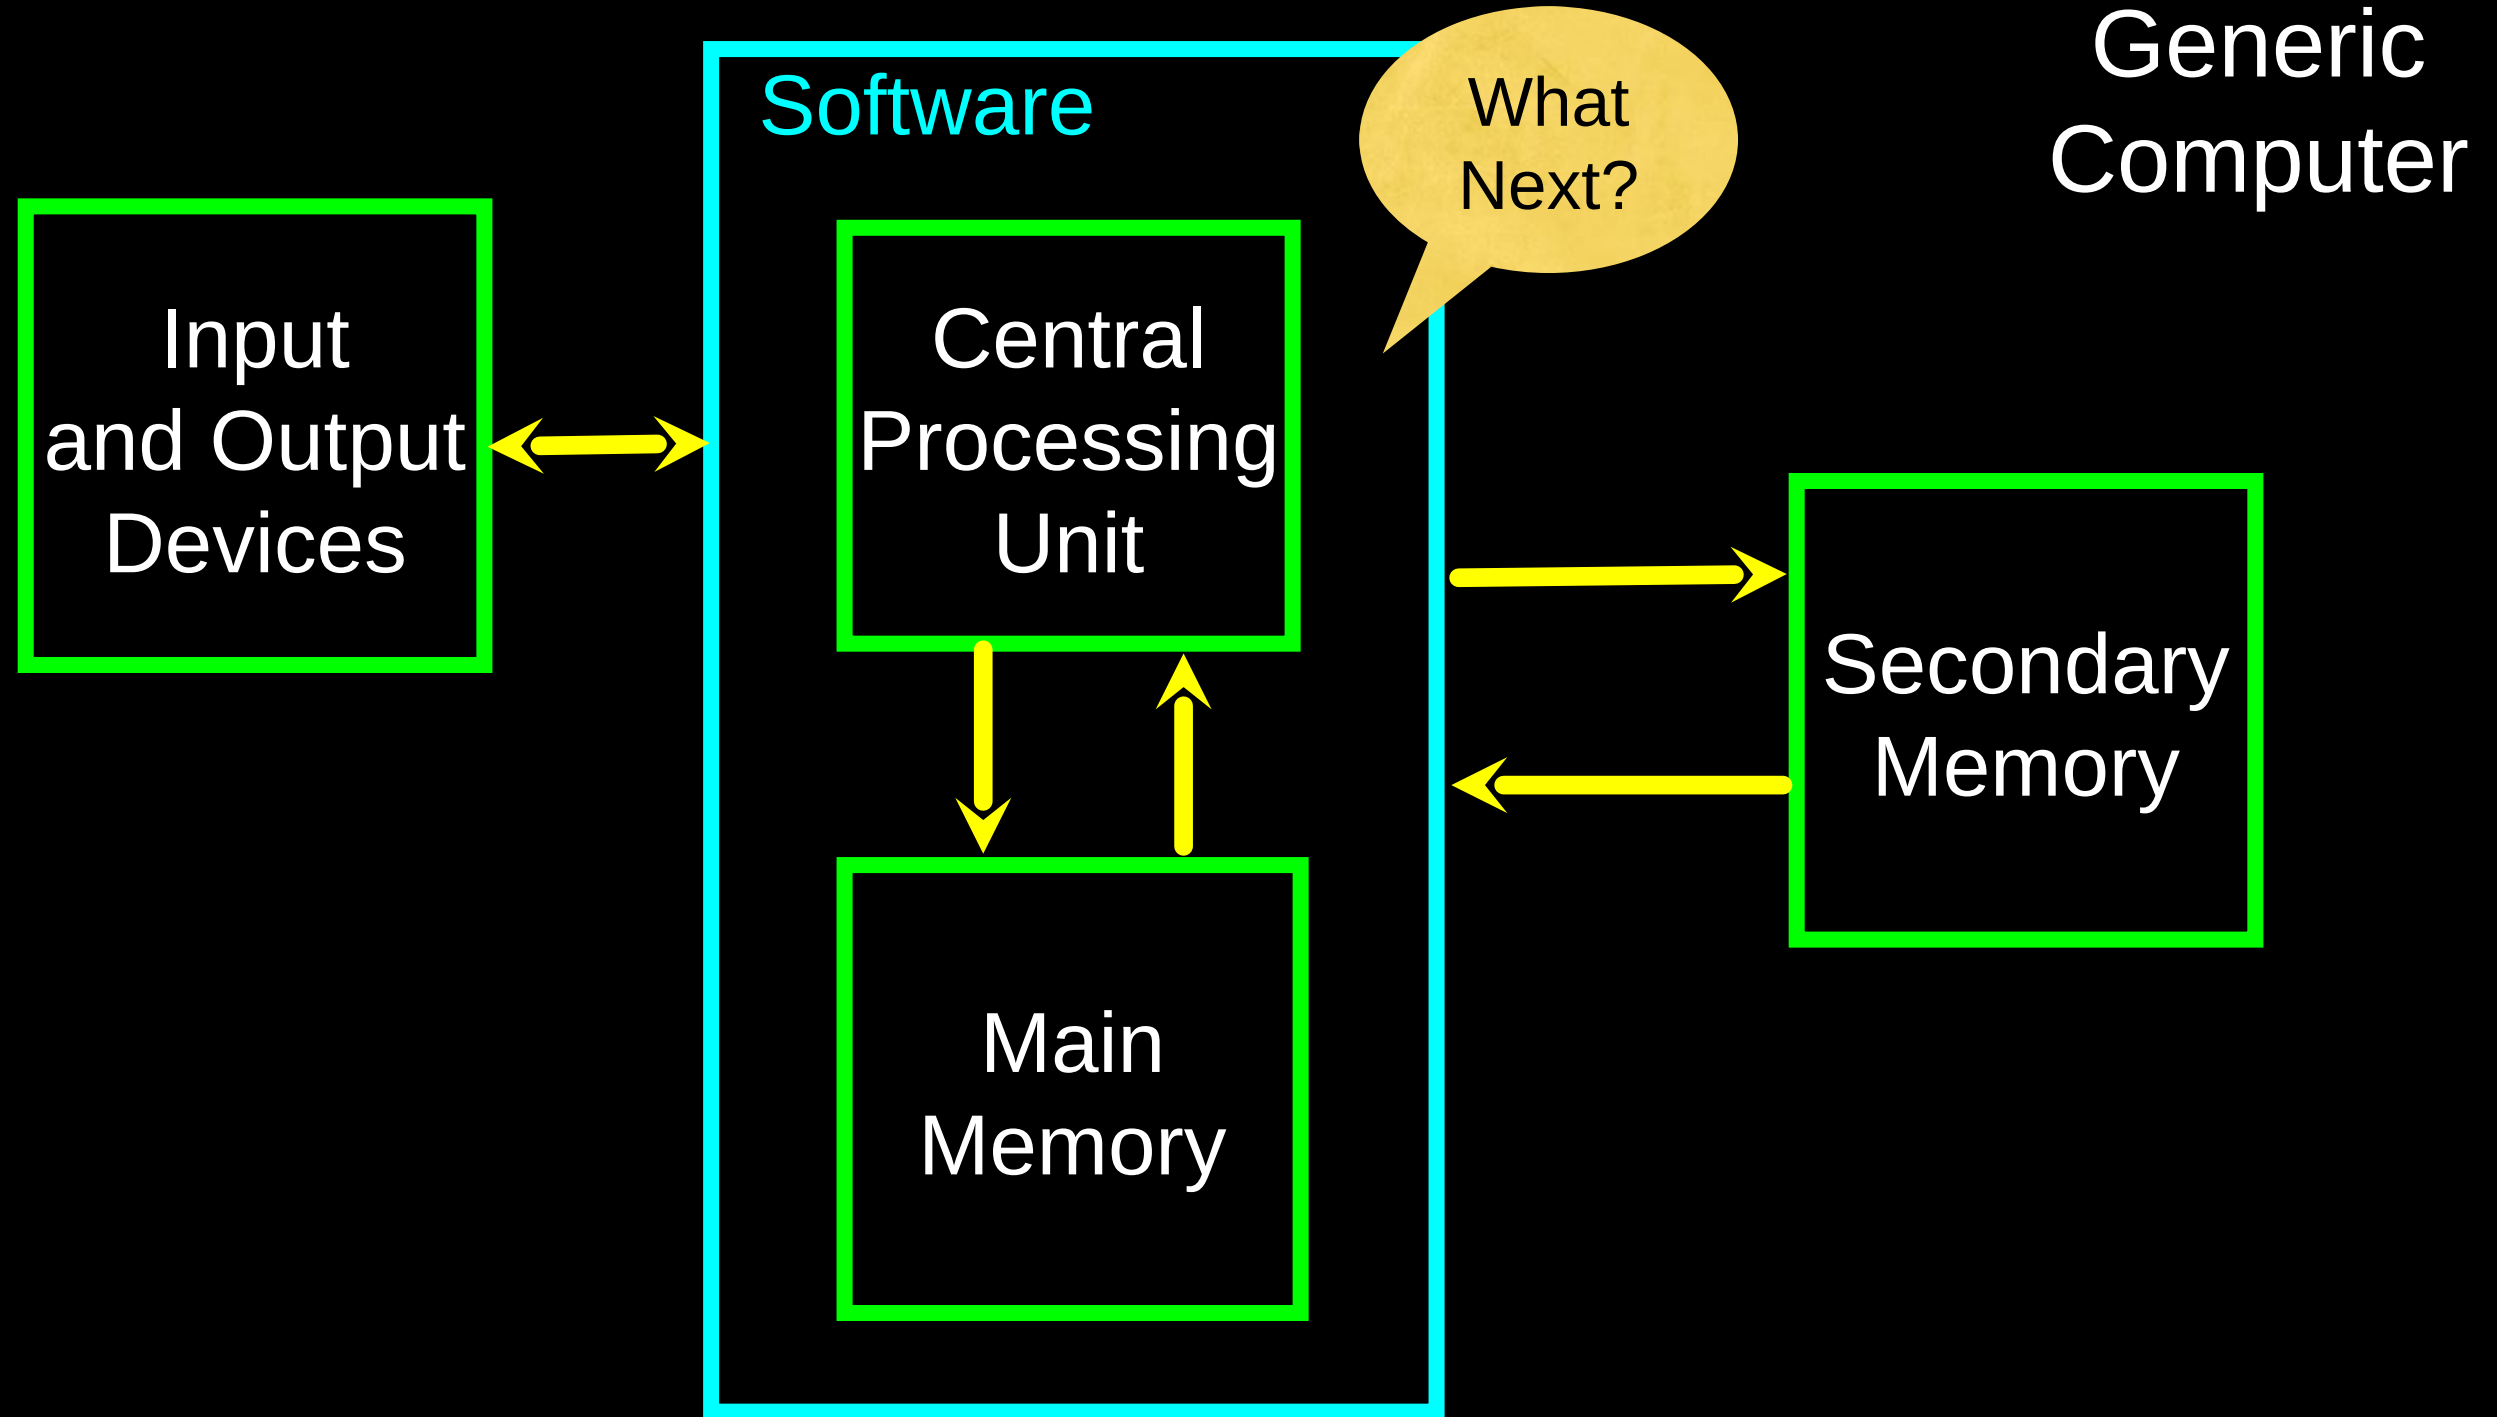 Generic
Computer
Software
What
Next?
Input
and Output
Devices
Central
Processing
Unit
Secondary
Memory
Main
Memory